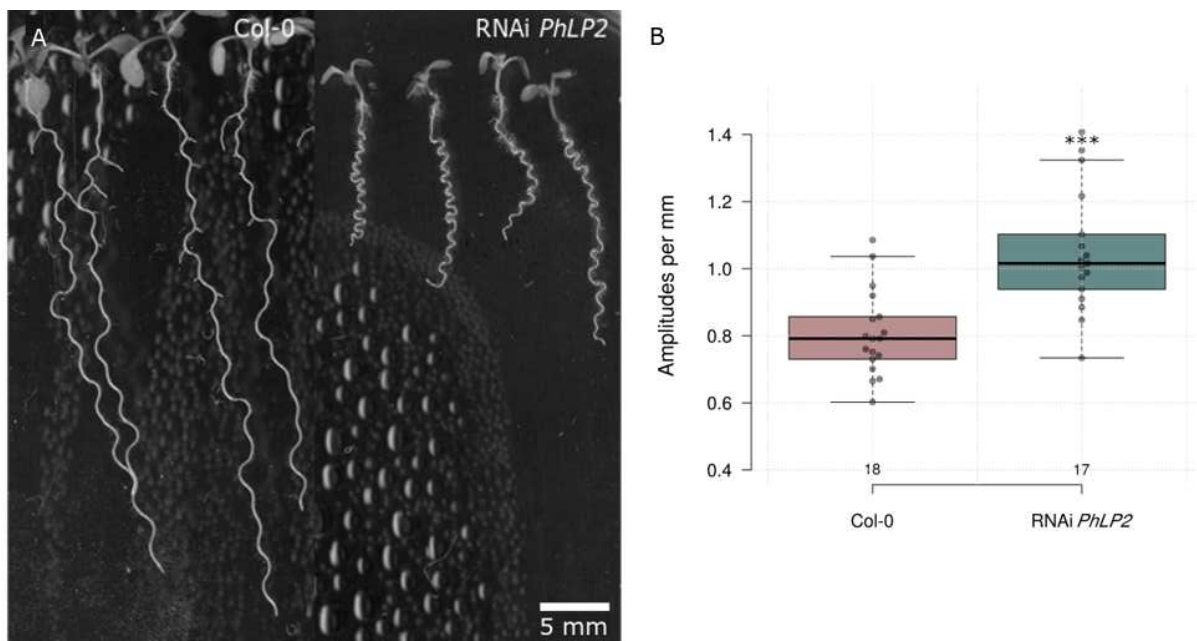 A
Col-0
RNAi PhLP2
5 mm
B
Amplitudes per mm
1.4
1.2
1.0
0.8
0.6
0.4
***
18
17
Col-0
RNAi PhLP2